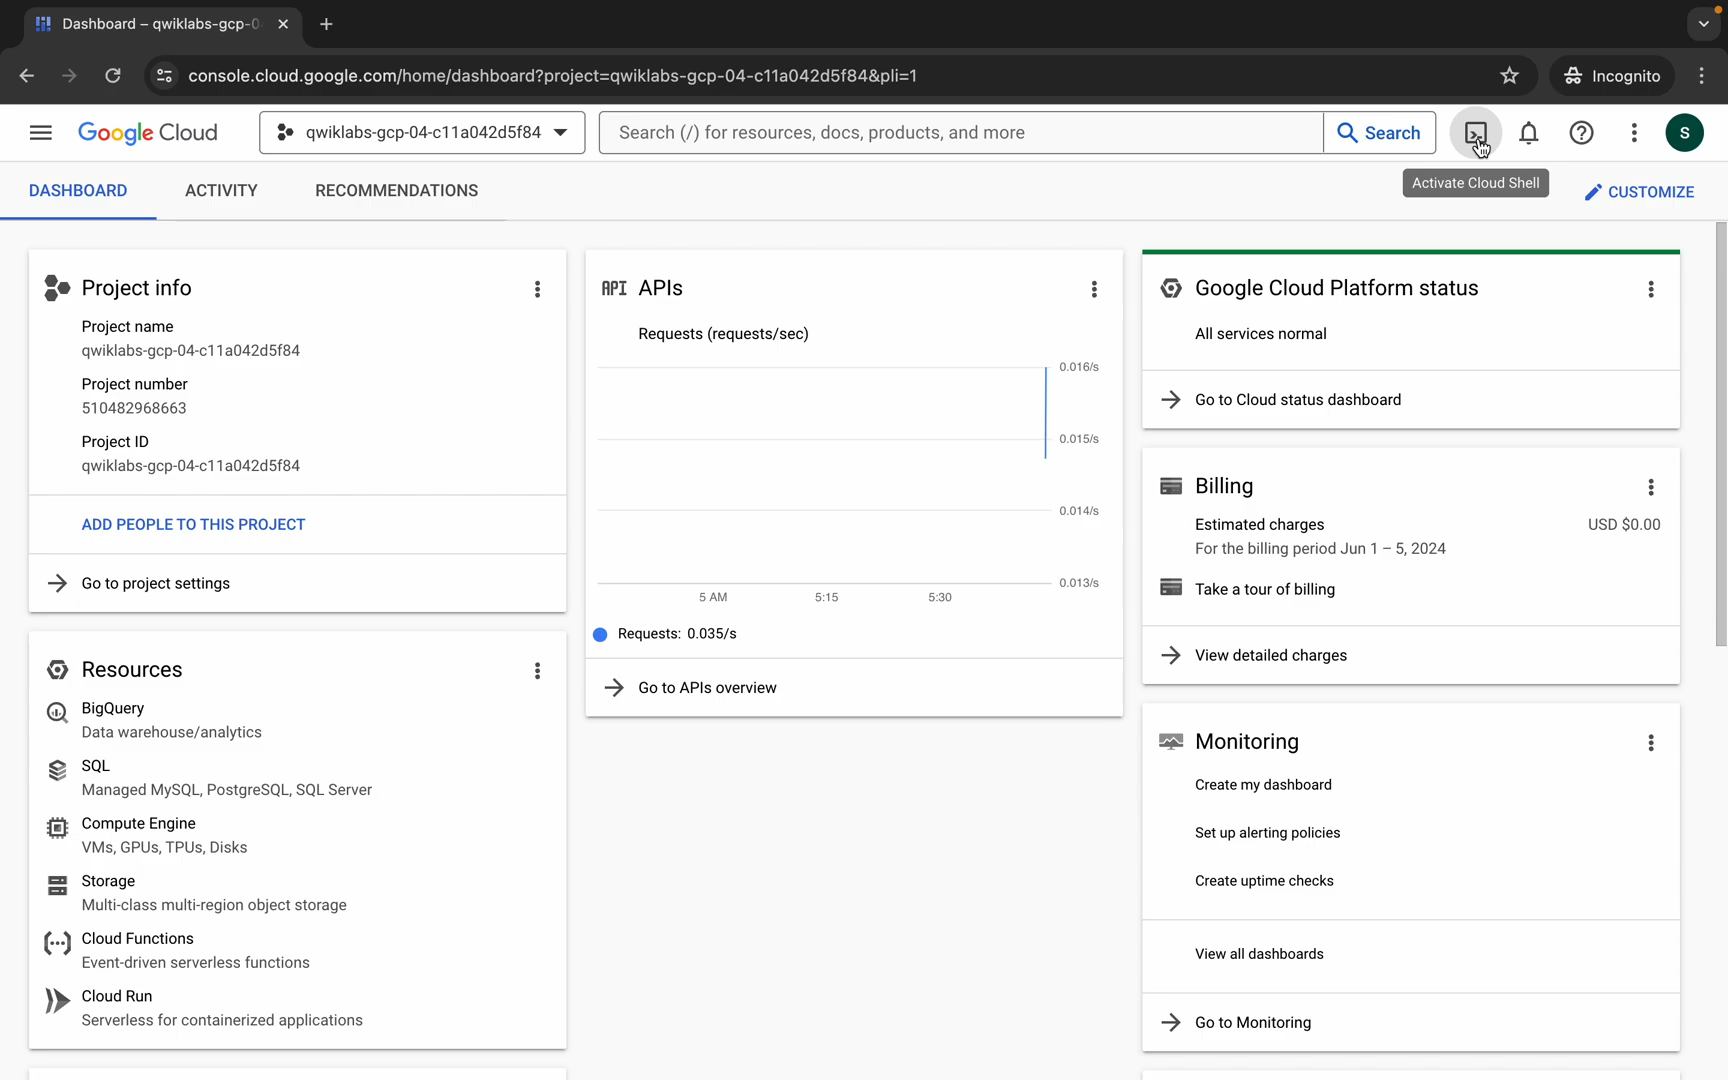 Dashboard – qwiklabs-gcp-0
console.cloud.google.com/home/dashboard?project=qwiklabs-gcp-04-c11a042d5f84&pli=1
Incognito
Google Cloud
qwiklabs-gcp-04-c11a042d5f84
Search (/) for resources, docs, products, and more
Search
S
DASHBOARD
ACTIVITY
RECOMMENDATIONS
Activate Cloud Shell
CUSTOMIZE
Project info
Project name
qwiklabs-gcp-04-c11a042d5f84
Project number
510482968663
Project ID
qwiklabs-gcp-04-c11a042d5f84
ADD PEOPLE TO THIS PROJECT
Go to project settings
Resources
BigQuery
Data warehouse/analytics
SQL
Managed MySQL, PostgreSQL, SQL Server
Compute Engine
VMs, GPUs, TPUs, Disks
Storage
Multi-class multi-region object storage
Cloud Functions
Event-driven serverless functions
Cloud Run
Serverless for containerized applications
API APIs
Requests (requests/sec)
0.016/s
0.015/s
0.014/s
0.013/s
5 AM 5:15 5:30
Requests: 0.035/s
Go to APIs overview
Google Cloud Platform status
All services normal
Go to Cloud status dashboard
Billing
Estimated charges USD $0.00
For the billing period Jun 1 – 5, 2024
Take a tour of billing
View detailed charges
Monitoring
Create my dashboard
Set up alerting policies
Create uptime checks
View all dashboards
Go to Monitoring